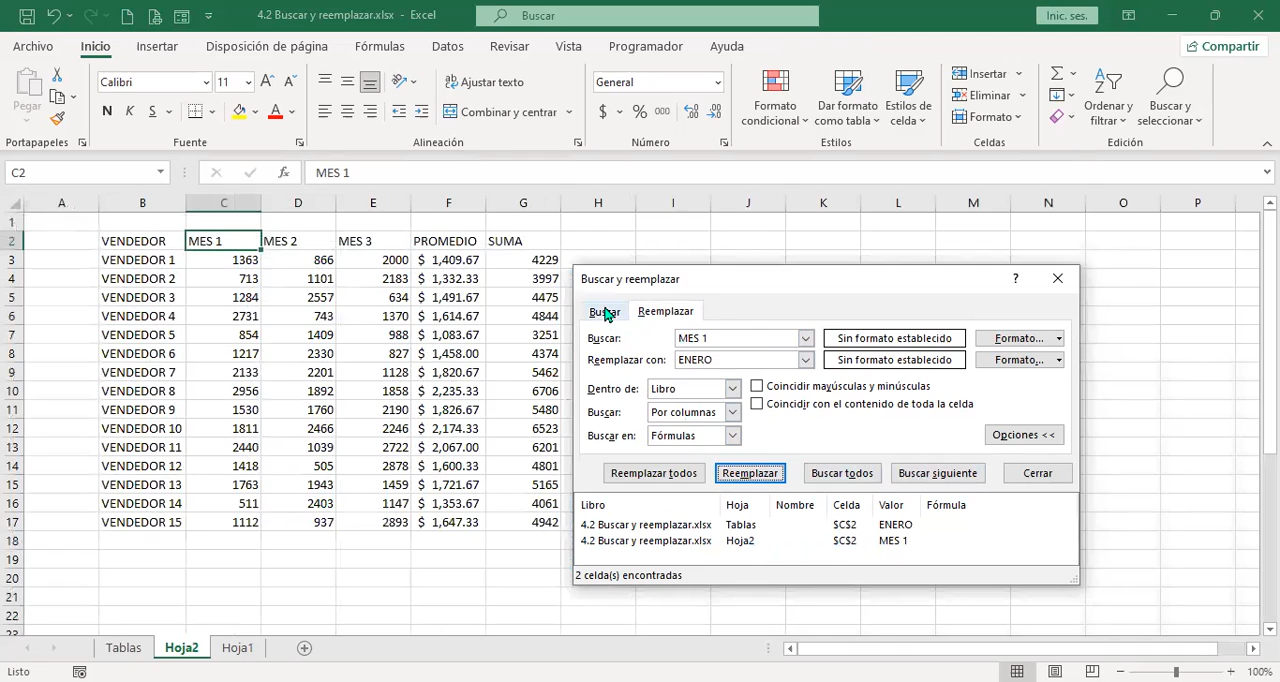 4.2 Buscar y reemplazar.xlsx - Excel
Buscar
Inic. ses.
Archivo Inicio Insertar Disposición de página Fórmulas Datos Revisar Vista Programador Ayuda
Compartir
Pegar
Calibri 11
N K S
Ajustar texto
Combinar y centrar
General
$ % 000
Formato condicional
Dar formato como tabla
Estilos de celda
Insertar
Eliminar
Formato
Ordenar y filtrar
Buscar y seleccionar
Portapapeles Fuente Alineación Número Estilos Celdas Edición
C2 fx MES 1
A B C D E F G H I J K L M N O P
1
2 VENDEDOR MES 1 MES 2 MES 3 PROMEDIO SUMA
3 VENDEDOR 1 1363 866 2000 $ 1,409.67 4229
4 VENDEDOR 2 713 1101 2183 $ 1,332.33 3997
5 VENDEDOR 3 1284 2557 634 $ 1,491.67 4475
6 VENDEDOR 4 2731 743 1370 $ 1,614.67 4844
7 VENDEDOR 5 854 1409 988 $ 1,083.67 3251
8 VENDEDOR 6 1217 2330 827 $ 1,458.00 4374
9 VENDEDOR 7 2133 2201 1128 $ 1,820.67 5462
10 VENDEDOR 8 2956 1892 1858 $ 2,235.33 6706
11 VENDEDOR 9 1530 1760 2190 $ 1,826.67 5480
12 VENDEDOR 10 1811 2466 2246 $ 2,174.33 6523
13 VENDEDOR 11 2440 1039 2722 $ 2,067.00 6201
14 VENDEDOR 12 1418 505 2878 $ 1,600.33 4801
15 VENDEDOR 13 1763 1943 1459 $ 1,721.67 5165
16 VENDEDOR 14 511 2403 1147 $ 1,353.67 4061
17 VENDEDOR 15 1112 937 2893 $ 1,647.33 4942
18
19
20
21
22
23
Buscar y reemplazar ?
Buscar Reemplazar
Buscar: MES 1 Sin formato establecido Formato...
Reemplazar con: ENERO Sin formato establecido Formato...
Dentro de: Libro Coincidir mayúsculas y minúsculas
Buscar: Por columnas Coincidir con el contenido de toda la celda
Buscar en: Fórmulas Opciones <<
Reemplazar todos Reemplazar Buscar todos Buscar siguiente Cerrar
Libro Hoja Nombre Celda Valor Fórmula
4.2 Buscar y reemplazar.xlsx Tablas $C$2 ENERO
4.2 Buscar y reemplazar.xlsx Hoja2 $C$2 MES 1
2 celda(s) encontradas
Tablas Hoja2 Hoja1
Listo
100%